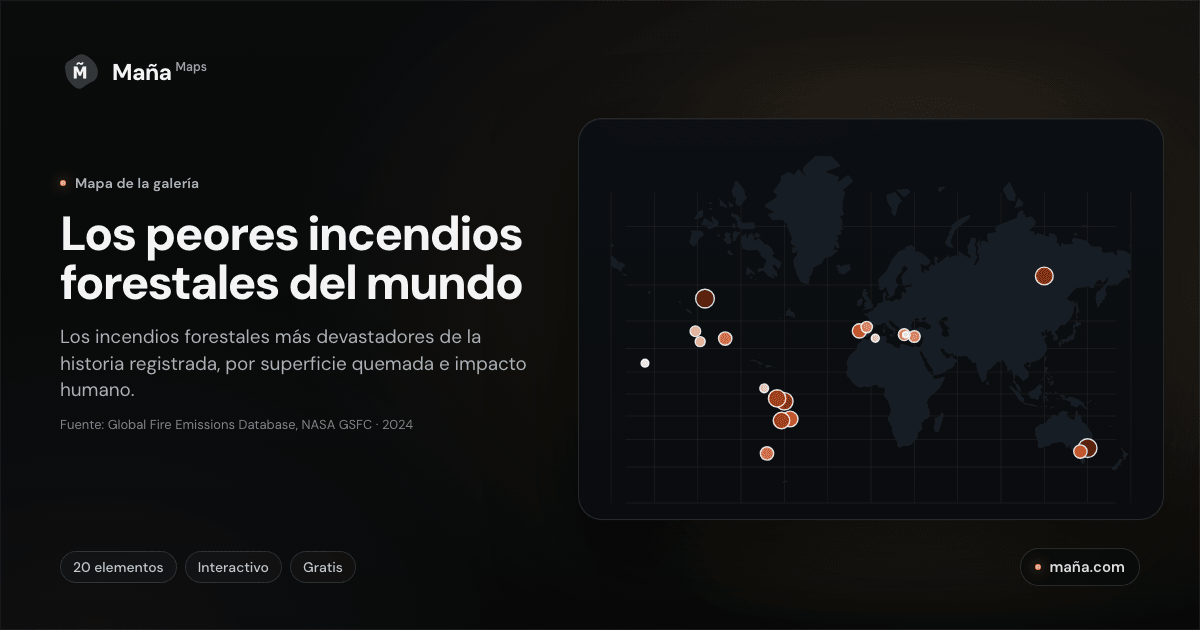 M̃
Maña Maps
Mapa de la galería
Los peores incendios
forestales del mundo
Los incendios forestales más devastadores de la
historia registrada, por superficie quemada e impacto
humano.
Fuente: Global Fire Emissions Database, NASA GSFC · 2024
20 elementos
Interactivo
Gratis
maña.com